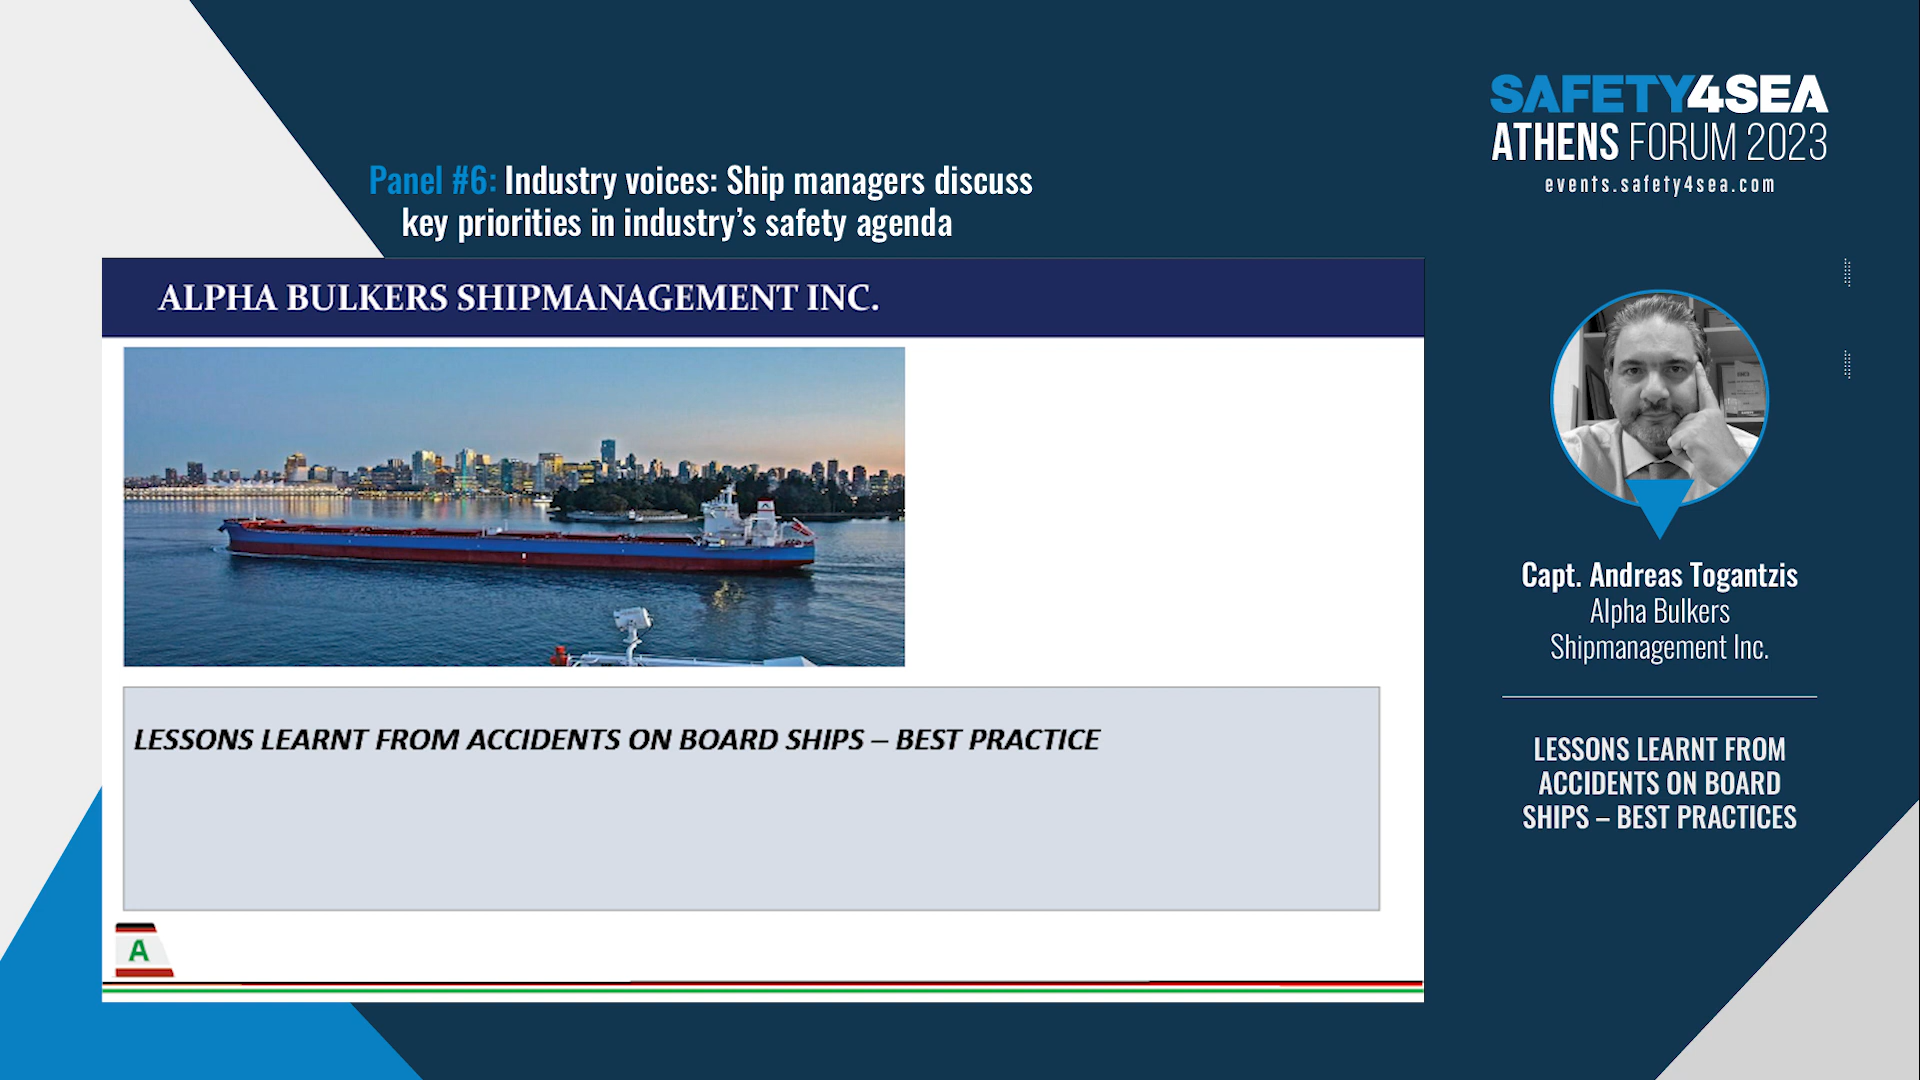 SAFETY4SEA
ATHENS FORUM 2023
events.safety4sea.com
Panel #6: Industry voices: Ship managers discuss
key priorities in industry’s safety agenda
ALPHA BULKERS SHIPMANAGEMENT INC.
LESSONS LEARNT FROM ACCIDENTS ON BOARD SHIPS – BEST PRACTICE
A
Capt. Andreas Togantzis
Alpha Bulkers
Shipmanagement Inc.
LESSONS LEARNT FROM
ACCIDENTS ON BOARD
SHIPS – BEST PRACTICES